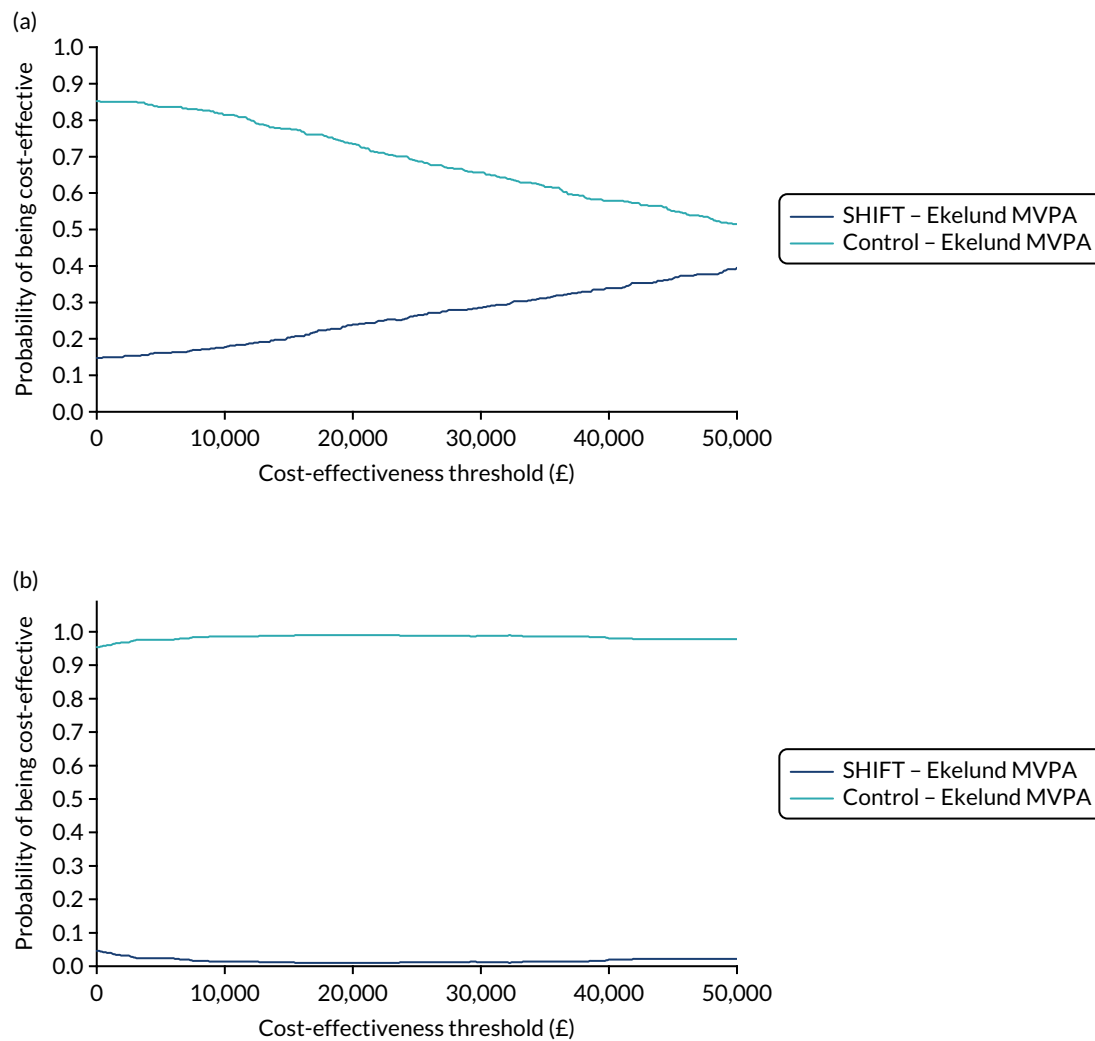 (a)
Probability of being cost-effective
1.0
0.9
0.8
0.7
0.6
0.5
0.4
0.3
0.2
0.1
0.0
0 10,000 20,000 30,000 40,000 50,000
Cost-effectiveness threshold (£)
SHIFT – Ekelund MVPA
Control – Ekelund MVPA
(b)
Probability of being cost-effective
1.0
0.9
0.8
0.7
0.6
0.5
0.4
0.3
0.2
0.1
0.0
0 10,000 20,000 30,000 40,000 50,000
Cost-effectiveness threshold (£)
SHIFT – Ekelund MVPA
Control – Ekelund MVPA